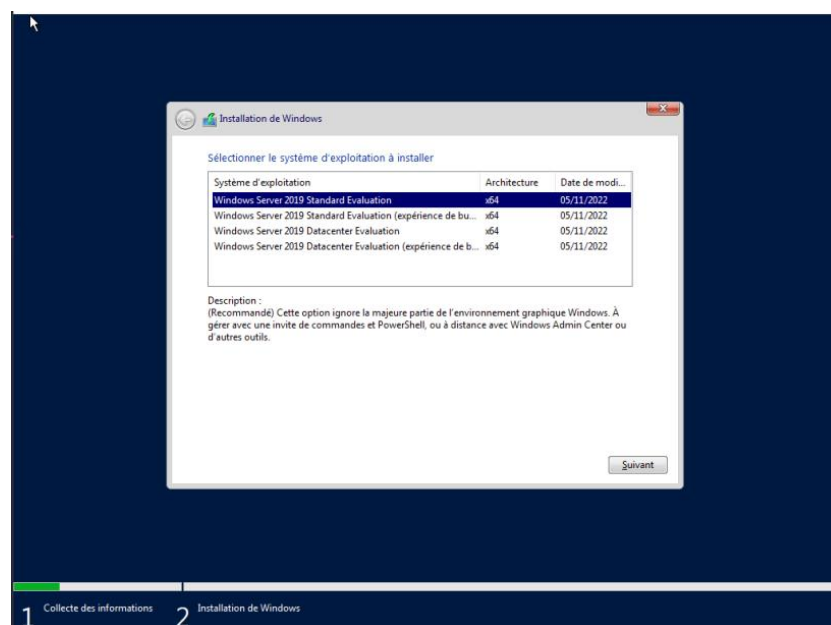 Installation de Windows
Sélectionner le système d'exploitation à installer
Système d'exploitation Architecture Date de modi...
Windows Server 2019 Standard Evaluation x64 05/11/2022
Windows Server 2019 Standard Evaluation (expérience de bu... x64 05/11/2022
Windows Server 2019 Datacenter Evaluation x64 05/11/2022
Windows Server 2019 Datacenter Evaluation (expérience de b... x64 05/11/2022
Description :
(Recommandé) Cette option ignore la majeure partie de l'environnement graphique Windows. À
gérer avec une invite de commandes et PowerShell, ou à distance avec Windows Admin Center ou
d'autres outils.
Suivant
1 Collecte des informations 2 Installation de Windows